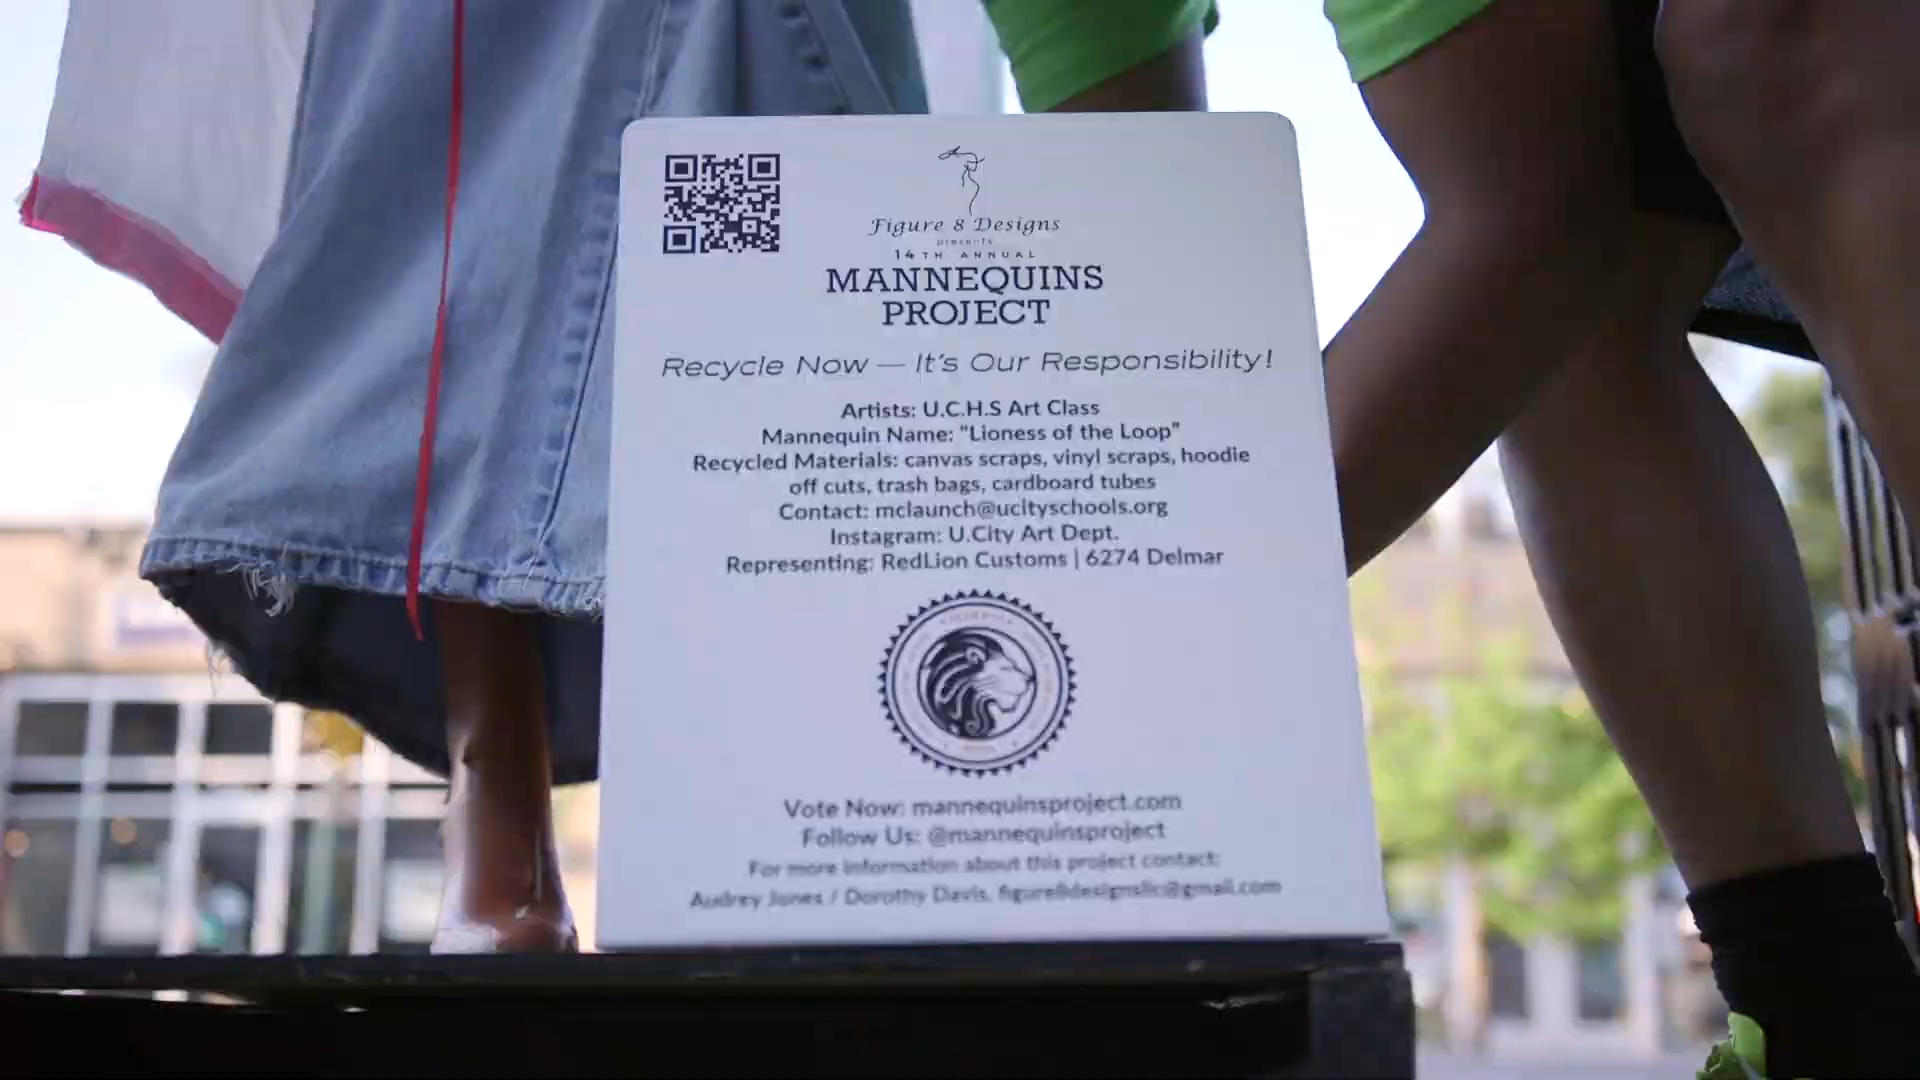 Figure 8 Designs
presents
14TH ANNUAL
MANNEQUINS
PROJECT
Recycle Now — It's Our Responsibility!
Artists: U.C.H.S Art Class
Mannequin Name: "Lioness of the Loop"
Recycled Materials: canvas scraps, vinyl scraps, hoodie
off cuts, trash bags, cardboard tubes
Contact: mclaunch@ucityschools.org
Instagram: U.City Art Dept.
Representing: RedLion Customs | 6274 Delmar
Vote Now: mannequinsproject.com
Follow Us: @mannequinsproject
For more information about this project contact:
Audrey Jones / Dorothy Davis, figure8designsllc@gmail.com